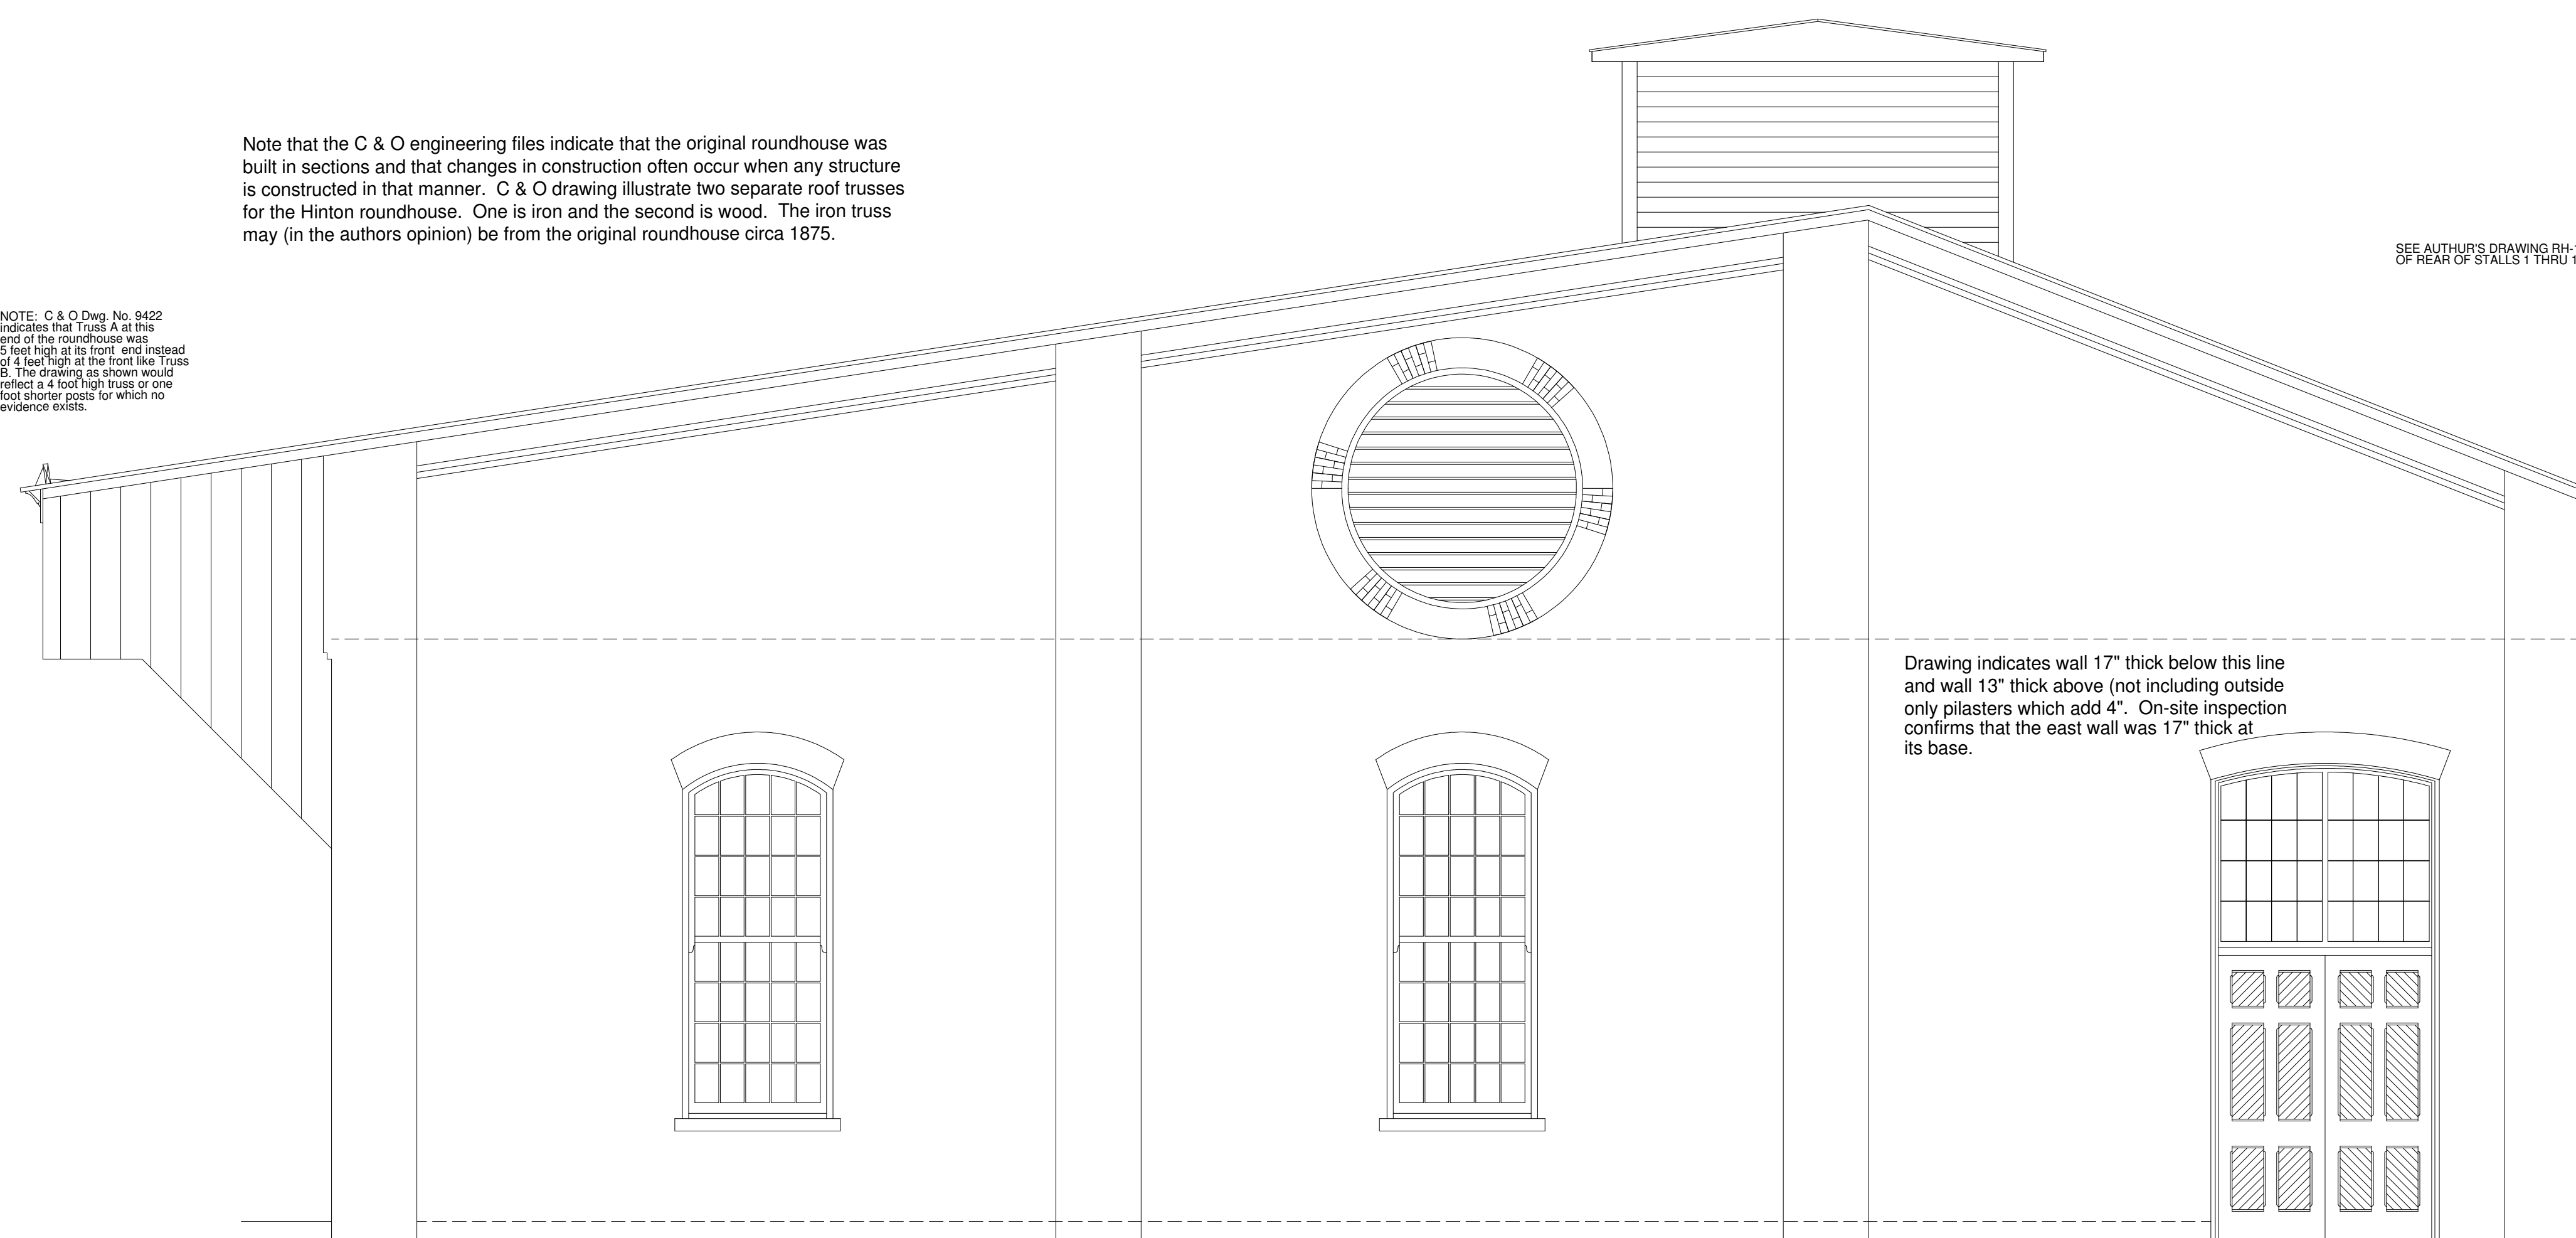 Note that the C & O engineering files indicate that the original roundhouse was
built in sections and that changes in construction often occur when any structure
is constructed in that manner.  C & O drawing illustrate two separate roof trusses
for the Hinton roundhouse.  One is iron and the second is wood.  The iron truss
may (in the authors opinion) be from the original roundhouse circa 1875.
SEE AUTHUR'S DRAWING RH-
OF REAR OF STALLS 1 THRU 1
NOTE:  C & O Dwg. No. 9422
indicates that Truss A at this
end of the roundhouse was
5 feet high at its front  end instead
of 4 feet high at the front like Truss
B. The drawing as shown would
reflect a 4 foot high truss or one
foot shorter posts for which no
evidence exists.
Drawing indicates wall 17" thick below this line
and wall 13" thick above (not including outside
only pilasters which add 4".  On-site inspection
confirms that the east wall was 17" thick at
its base.